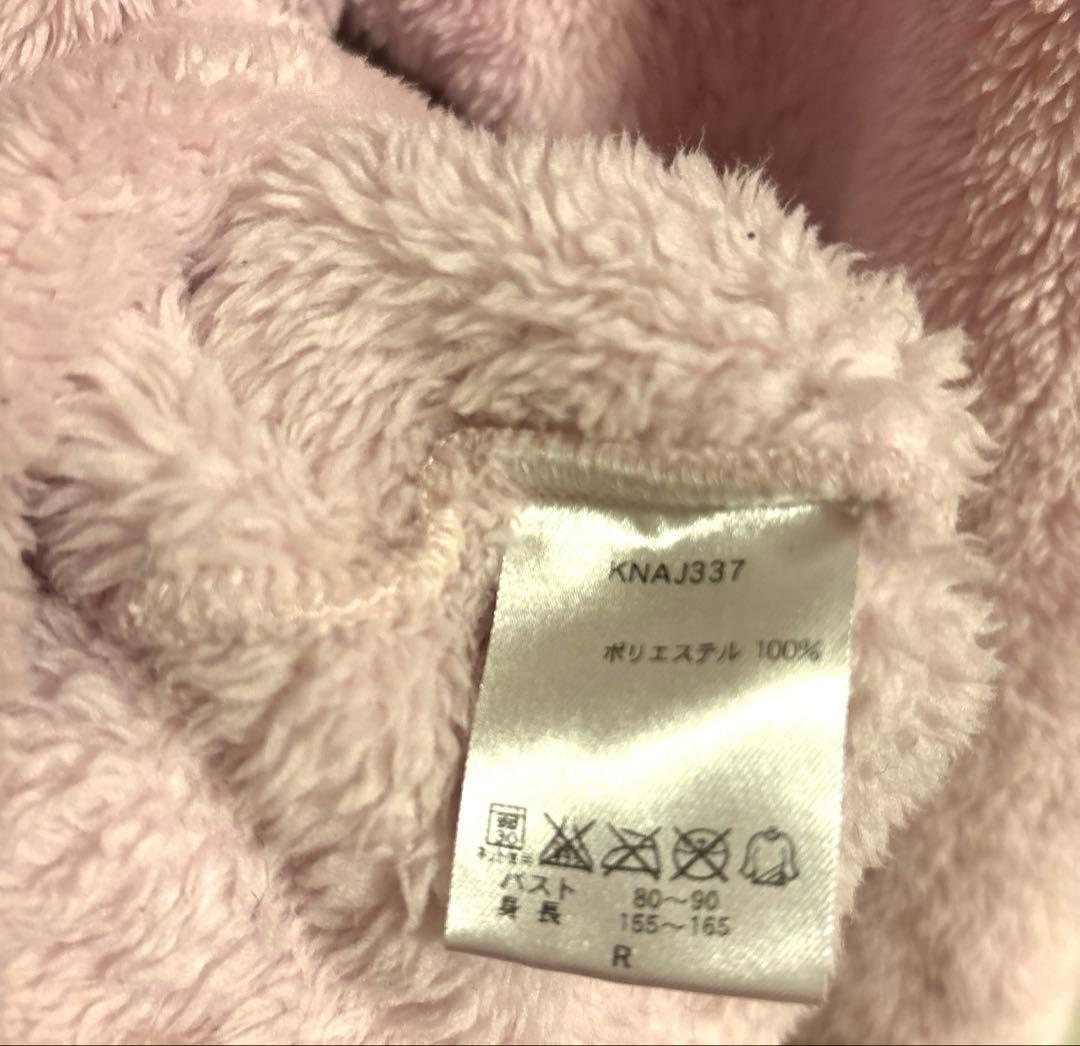 KNAJ337
ポリエステル 100%
弱
30
ネット使用
バスト 80～90
身長 155～165
R